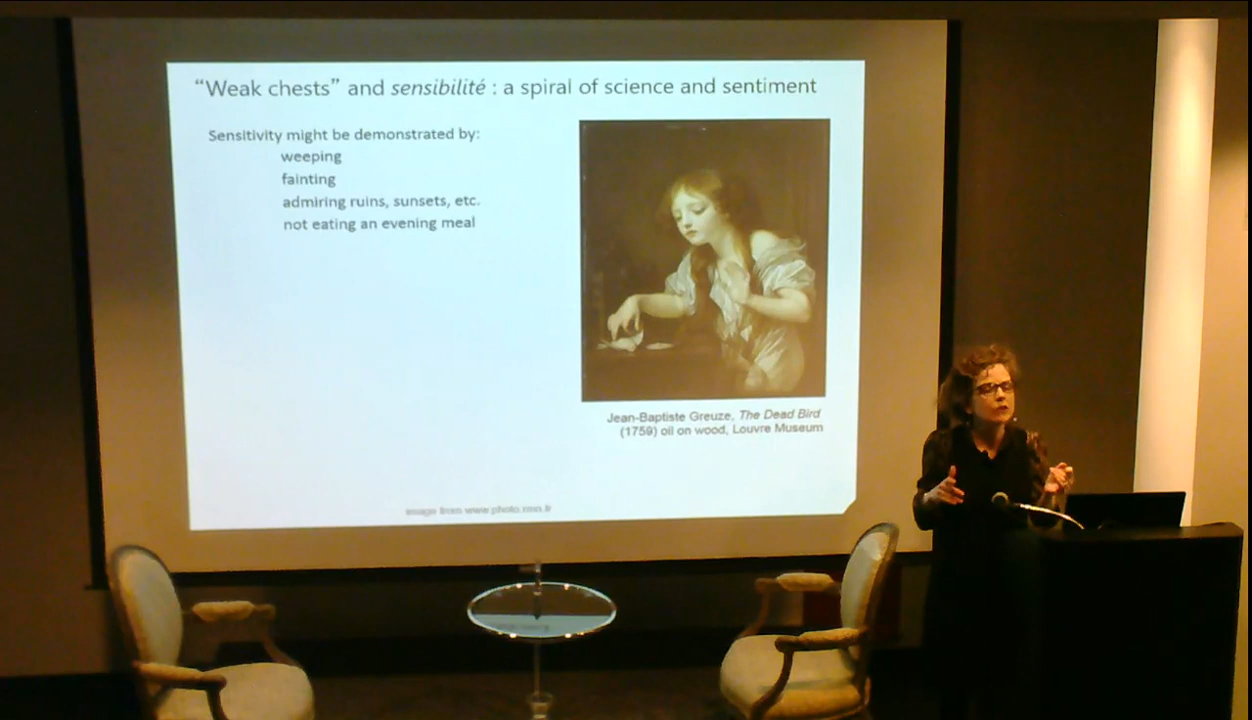 “Weak chests” and sensibilité : a spiral of science and sentiment
Sensitivity might be demonstrated by:
weeping
fainting
admiring ruins, sunsets, etc.
not eating an evening meal
Jean-Baptiste Greuze, The Dead Bird
(1759) oil on wood, Louvre Museum
image from www.photo.rmn.fr